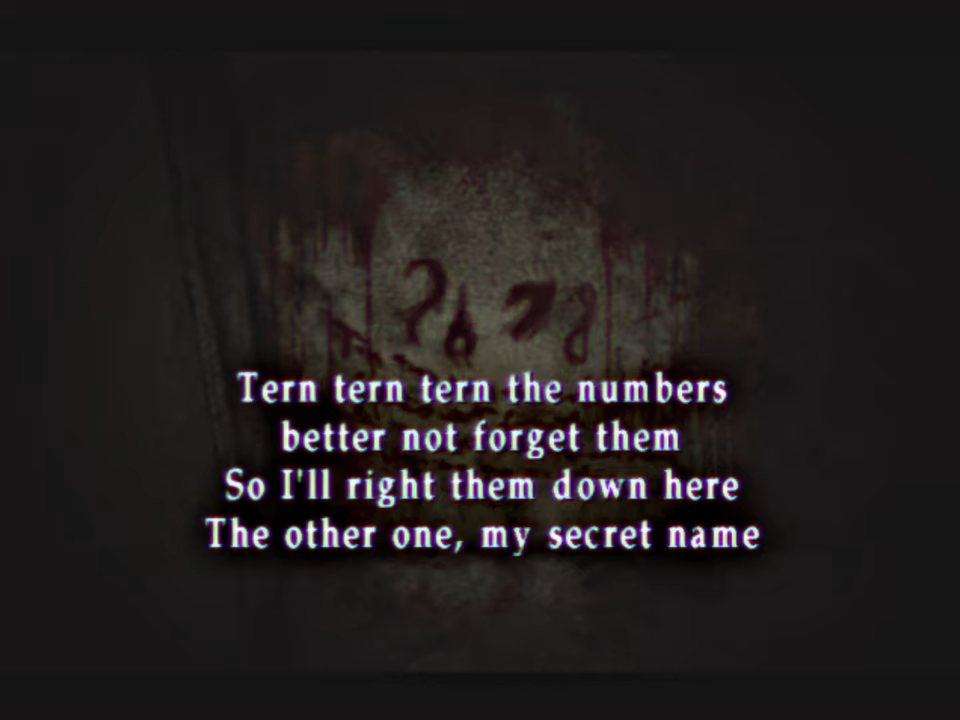 Tern tern tern the numbers
better not forget them
So I'll right them down here
The other one, my secret name